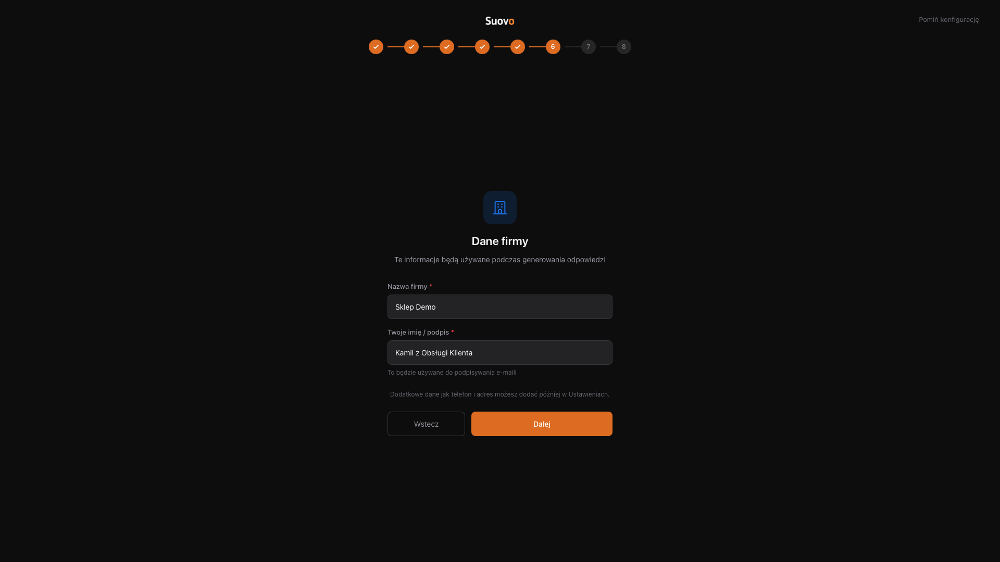 Suovo
Pomiń konfigurację
6
7
8
Dane firmy
Te informacje będą używane podczas generowania odpowiedzi
Nazwa firmy *
Sklep Demo
Twoje imię / podpis *
Kamil z Obsługi Klienta
To będzie używane do podpisywania e-maili
Dodatkowe dane jak telefon i adres możesz dodać później w Ustawieniach.
Wstecz
Dalej